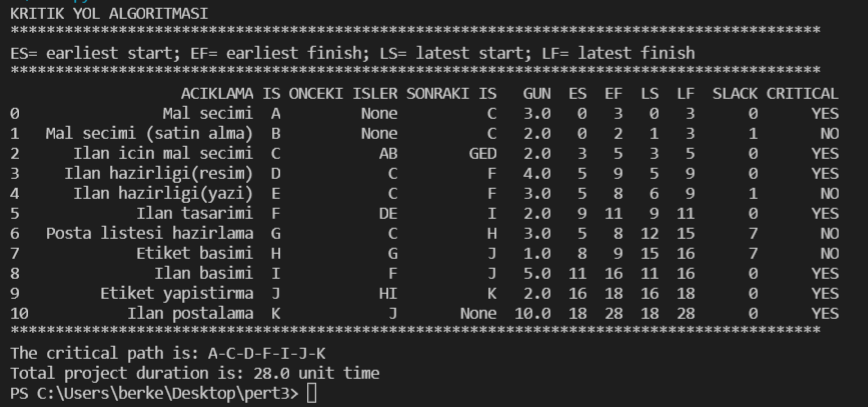 KRITIK YOL ALGORITMASI
******************************************************************************************
ES= earliest start; EF= earliest finish; LS= latest start; LF= latest finish
******************************************************************************************
ACIKLAMA IS ONCEKI ISLER SONRAKI IS GUN ES EF LS LF SLACK CRITICAL
0 Mal secimi A None C 3.0 0 3 0 3 0 YES
1 Mal secimi (satin alma) B None C 2.0 0 2 1 3 1 NO
2 Ilan icin mal secimi C AB GED 2.0 3 5 3 5 0 YES
3 Ilan hazirligi(resim) D C F 4.0 5 9 5 9 0 YES
4 Ilan hazirligi(yazi) E C F 3.0 5 8 6 9 1 NO
5 Ilan tasarimi F DE I 2.0 9 11 9 11 0 YES
6 Posta listesi hazirlama G C H 3.0 5 8 12 15 7 NO
7 Etiket basimi H G J 1.0 8 9 15 16 7 NO
8 Ilan basimi I F J 5.0 11 16 11 16 0 YES
9 Etiket yapistirma J HI K 2.0 16 18 16 18 0 YES
10 Ilan postalama K J None 10.0 18 28 18 28 0 YES
******************************************************************************************
The critical path is: A-C-D-F-I-J-K
Total project duration is: 28.0 unit time
PS C:\Users\berke\Desktop\pert3>